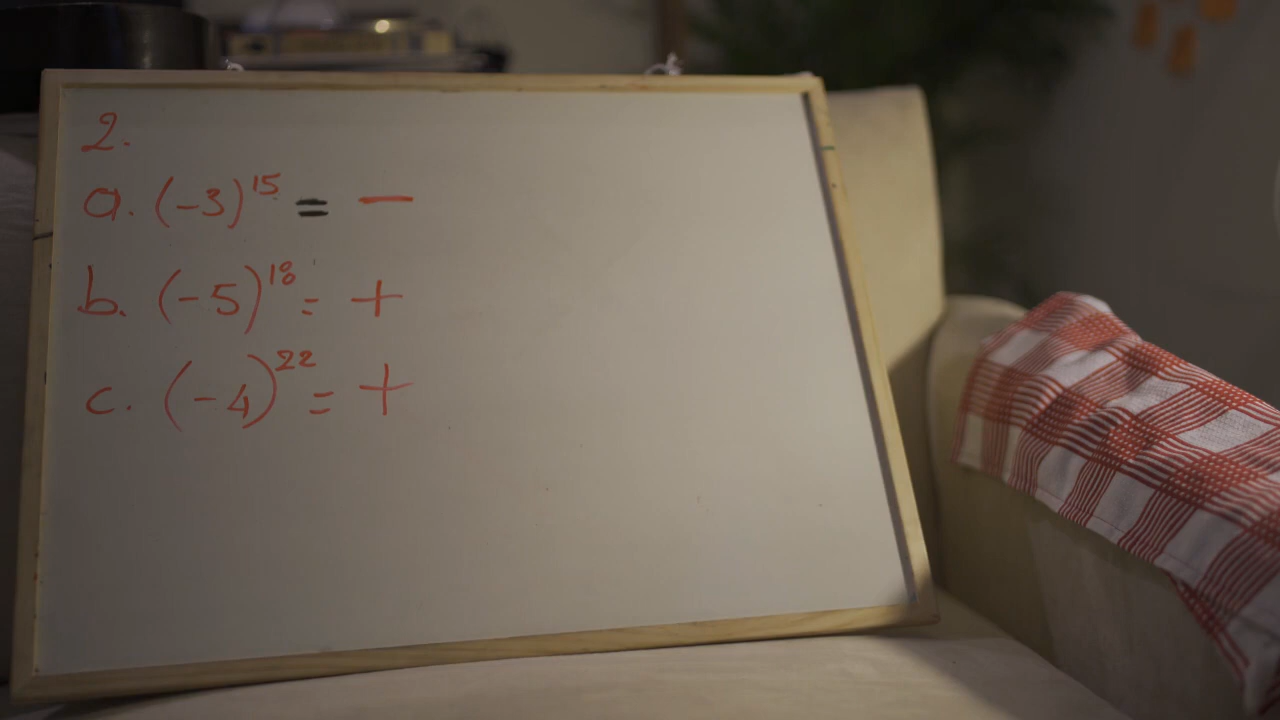 2.
a. (-3)^15 = -
b. (-5)^18 = +
c. (-4)^22 = +